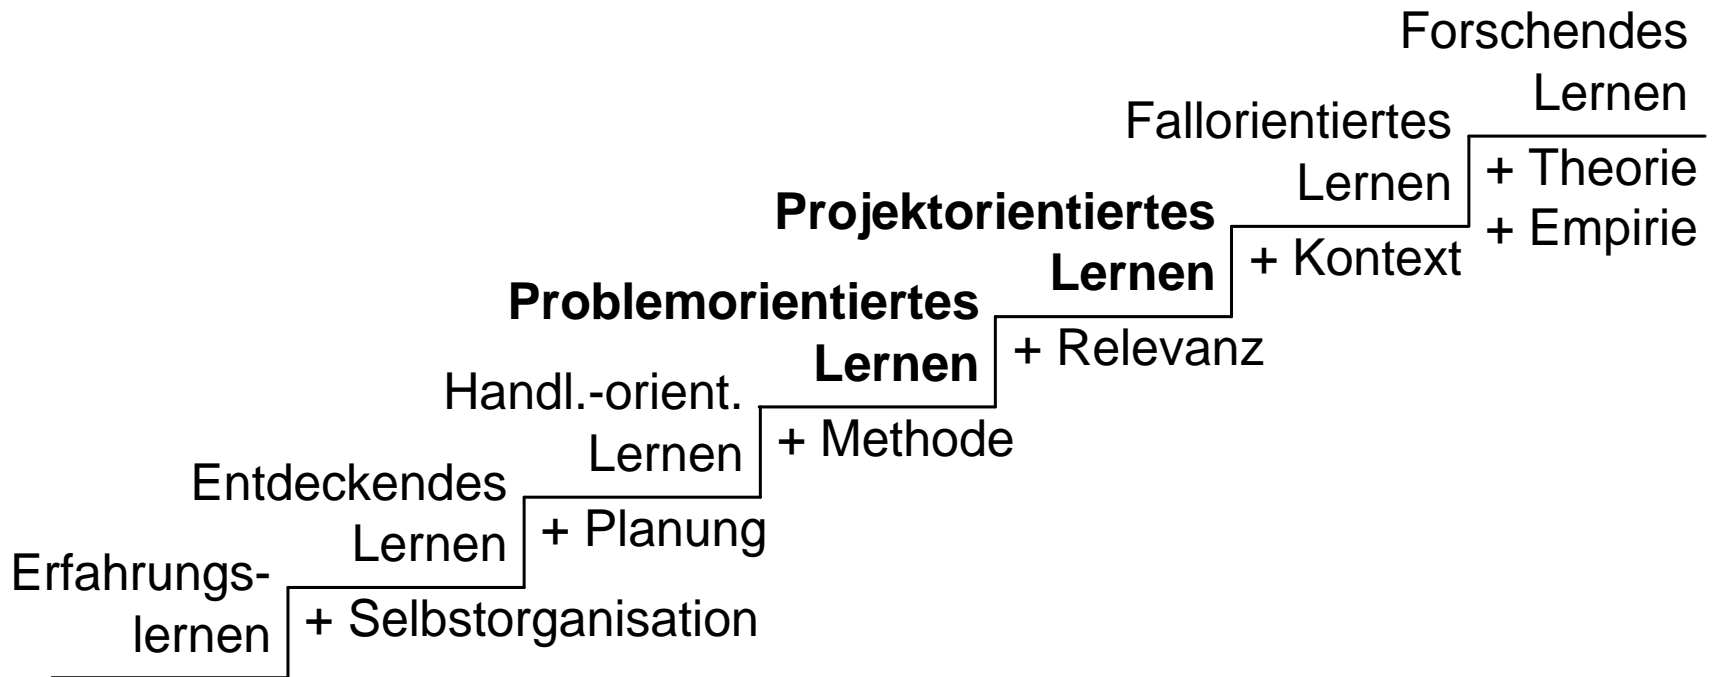 Forschendes
Lernen
+ Theorie
+ Empirie
Fallorientiertes
Lernen
+ Kontext
Projektorientiertes
Lernen
+ Relevanz
Problemorientiertes
Lernen
+ Methode
Handl.-orient.
Lernen
+ Planung
Entdeckendes
Lernen
+ Selbstorganisation
Erfahrungs-
lernen